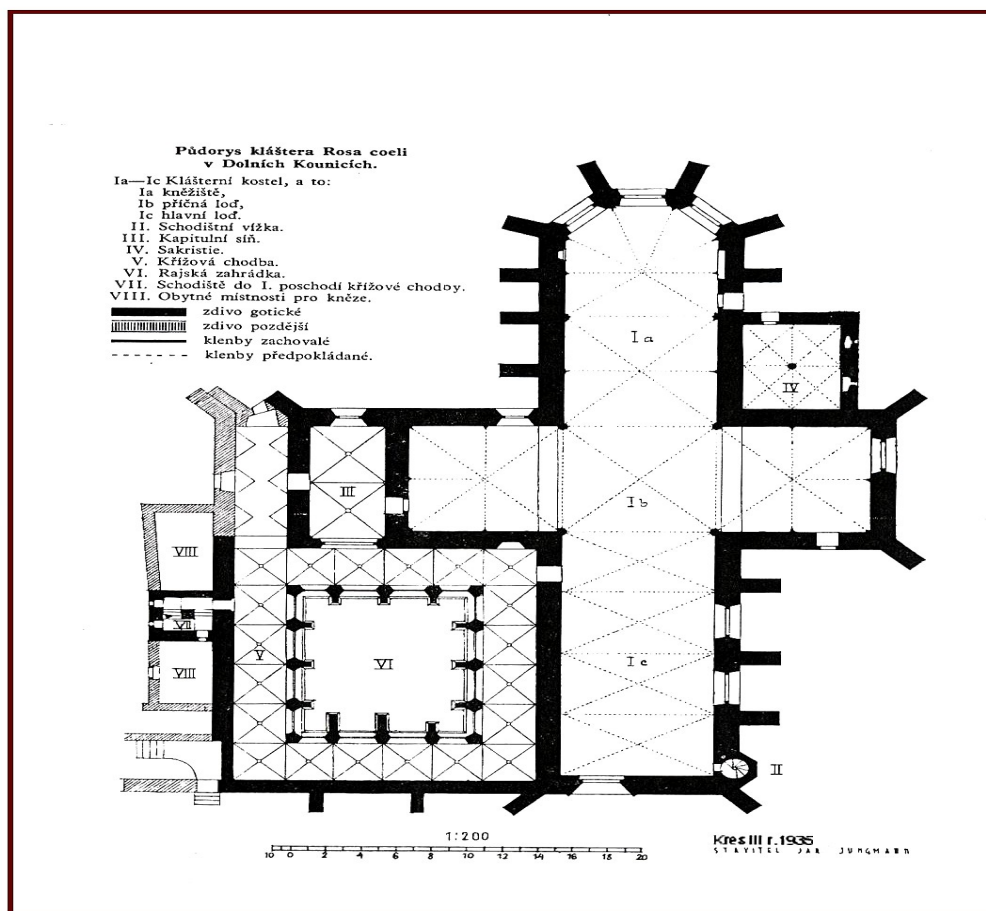 Půdorys kláštera Rosa coeli
v Dolních Kounicích.
Ia—Ic Klášterní kostel, a to:
Ia kněžiště,
Ib příčná loď,
Ic hlavní loď.
II. Schodištní vížka.
III. Kapitulní síň.
IV. Sakristie.
V. Křížová chodba.
VI. Rajská zahrádka.
VII. Schodiště do I. poschodí křížové chodby.
VIII. Obytné místnosti pro kněze.
zdivo gotické
zdivo pozdější
klenby zachovalé
klenby předpokládané.
Ia
IV
III
Ib
VIII
VII
V
VI
Ic
VIII
II
1:200
10 0 2 4 6 8 10 12 14 16 18 20
Kres III r.1935
STAVITEL JAR JUNGMANN